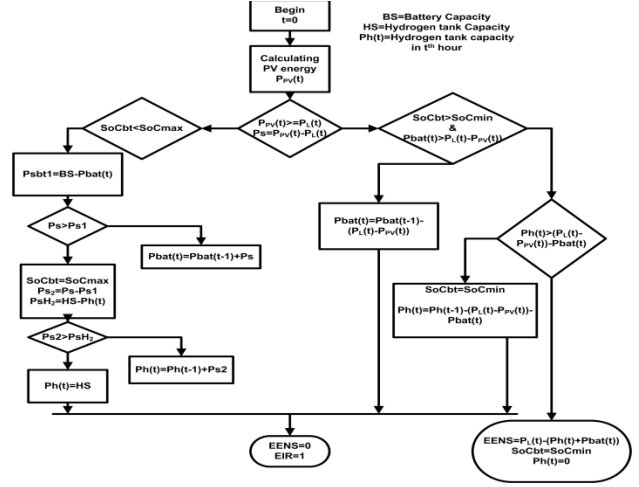 Begin
t=0
BS=Battery Capacity
HS=Hydrogen tank Capacity
Ph(t)=Hydrogen tank capacity
in tth hour
Calculating
PV energy
PPV(t)
SoCbt<SoCmax
PPV(t)>=PL(t)
Ps=PPV(t)-PL(t)
SoCbt>SoCmin
&
Pbat(t)>PL(t)-PPV(t))
Psbt1=BS-Pbat(t)
Pbat(t)=Pbat(t-1)-
(PL(t)-PPV(t))
Ps>Ps1
Pbat(t)=Pbat(t-1)+Ps
Ph(t)>(PL(t)-
PPV(t))-Pbat(t)
SoCbt=SoCmax
Ps2=Ps-Ps1
PsH2=HS-Ph(t)
SoCbt=SoCmin
Ph(t)=Ph(t-1)-(PL(t)-PPV(t))-
Pbat(t)
Ps2>PsH2
Ph(t)=Ph(t-1)+Ps2
Ph(t)=HS
EENS=0
EIR=1
EENS=PL(t)-(Ph(t)+Pbat(t))
SoCbt=SoCmin
Ph(t)=0